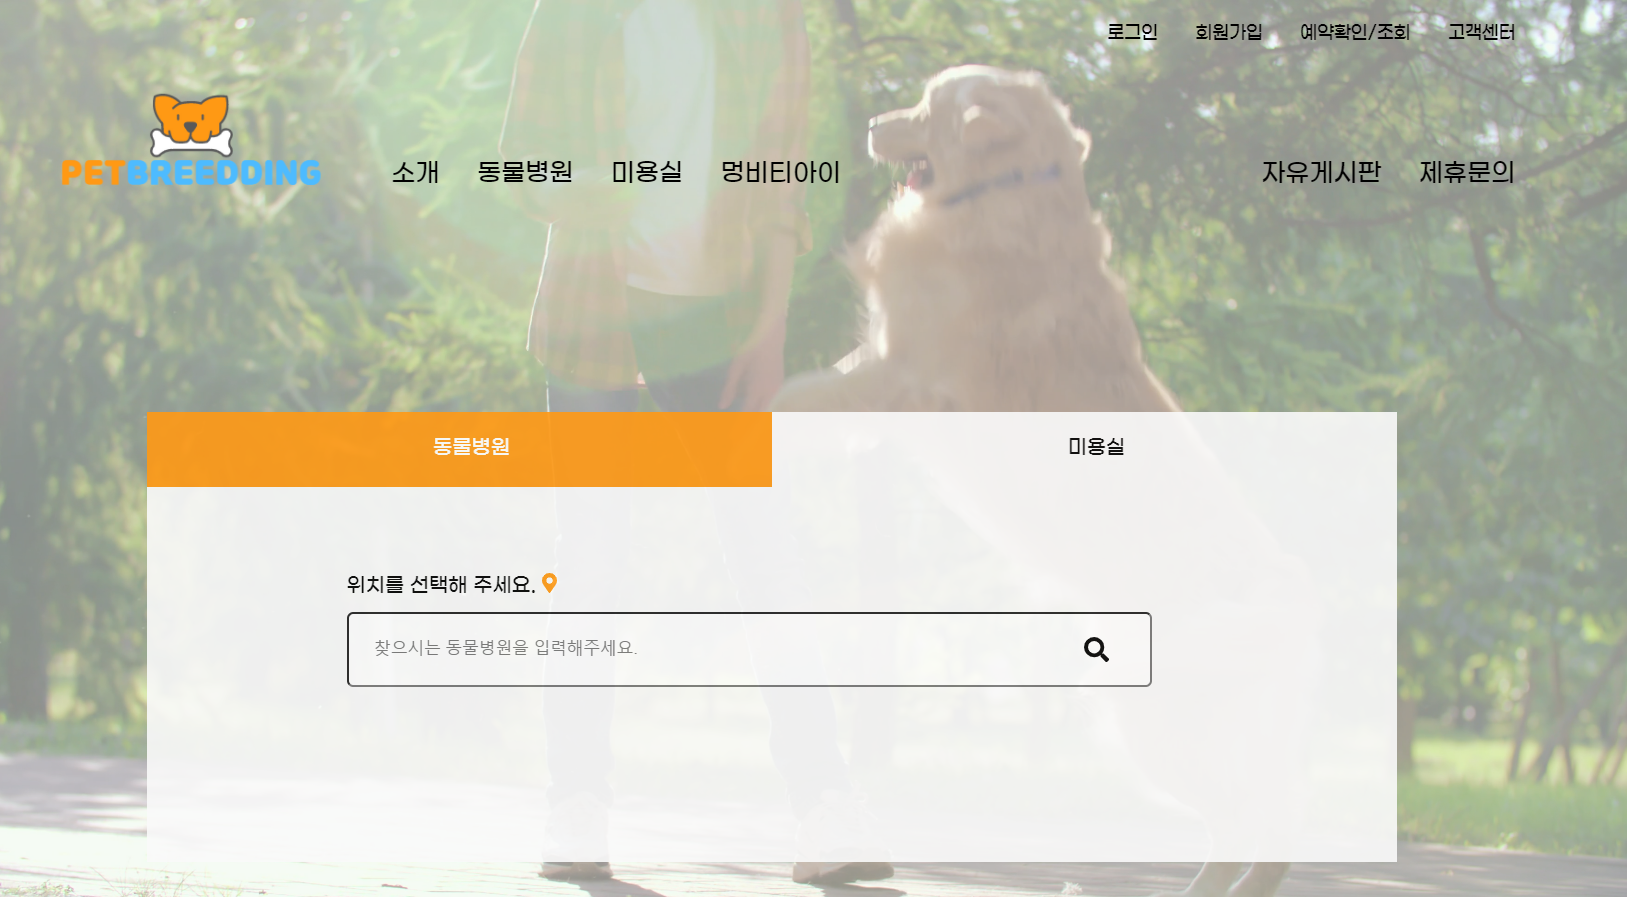 로그인 회원가입 예약확인/조회 고객센터
PETBREEDDING
소개 동물병원 미용실 멍비티아이 자유게시판 제휴문의
동물병원 미용실
위치를 선택해 주세요.
찾으시는 동물병원을 입력해주세요.